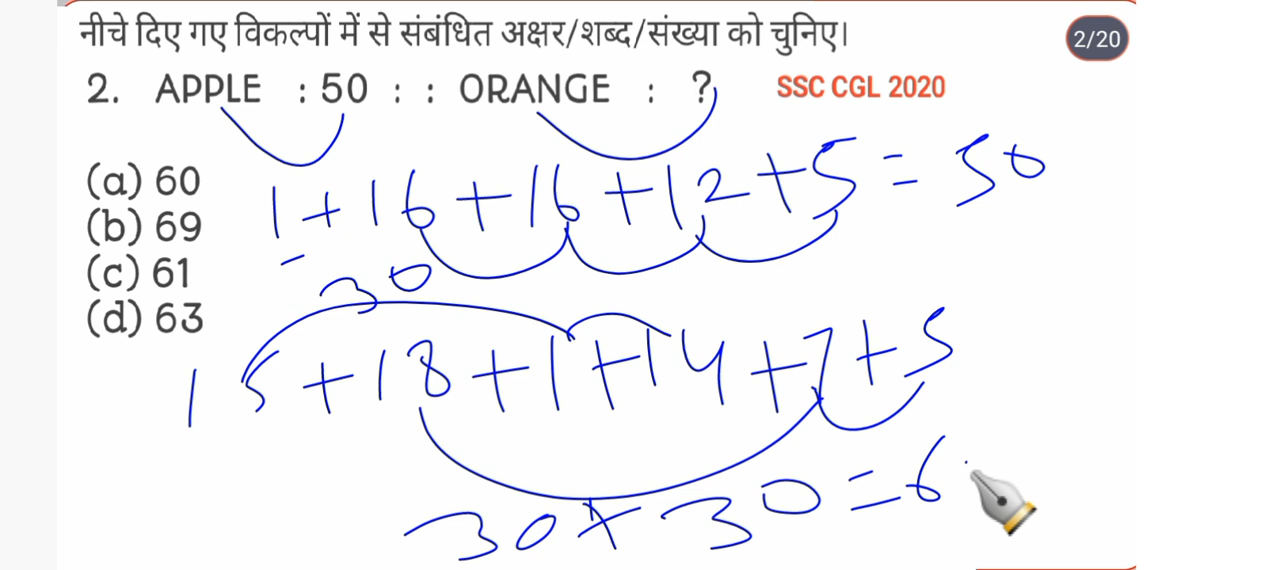 नीचे दिए गए विकल्पों में से संबंधित अक्षर/शब्द/संख्या को चुनिए।
2/20
2. APPLE : 50 : : ORANGE : ?
SSC CGL 2020
(a) 60
(b) 69
(c) 61
(d) 63
1+16+16+12+5=50
30
15+18+1+14+7+5
30+30=6